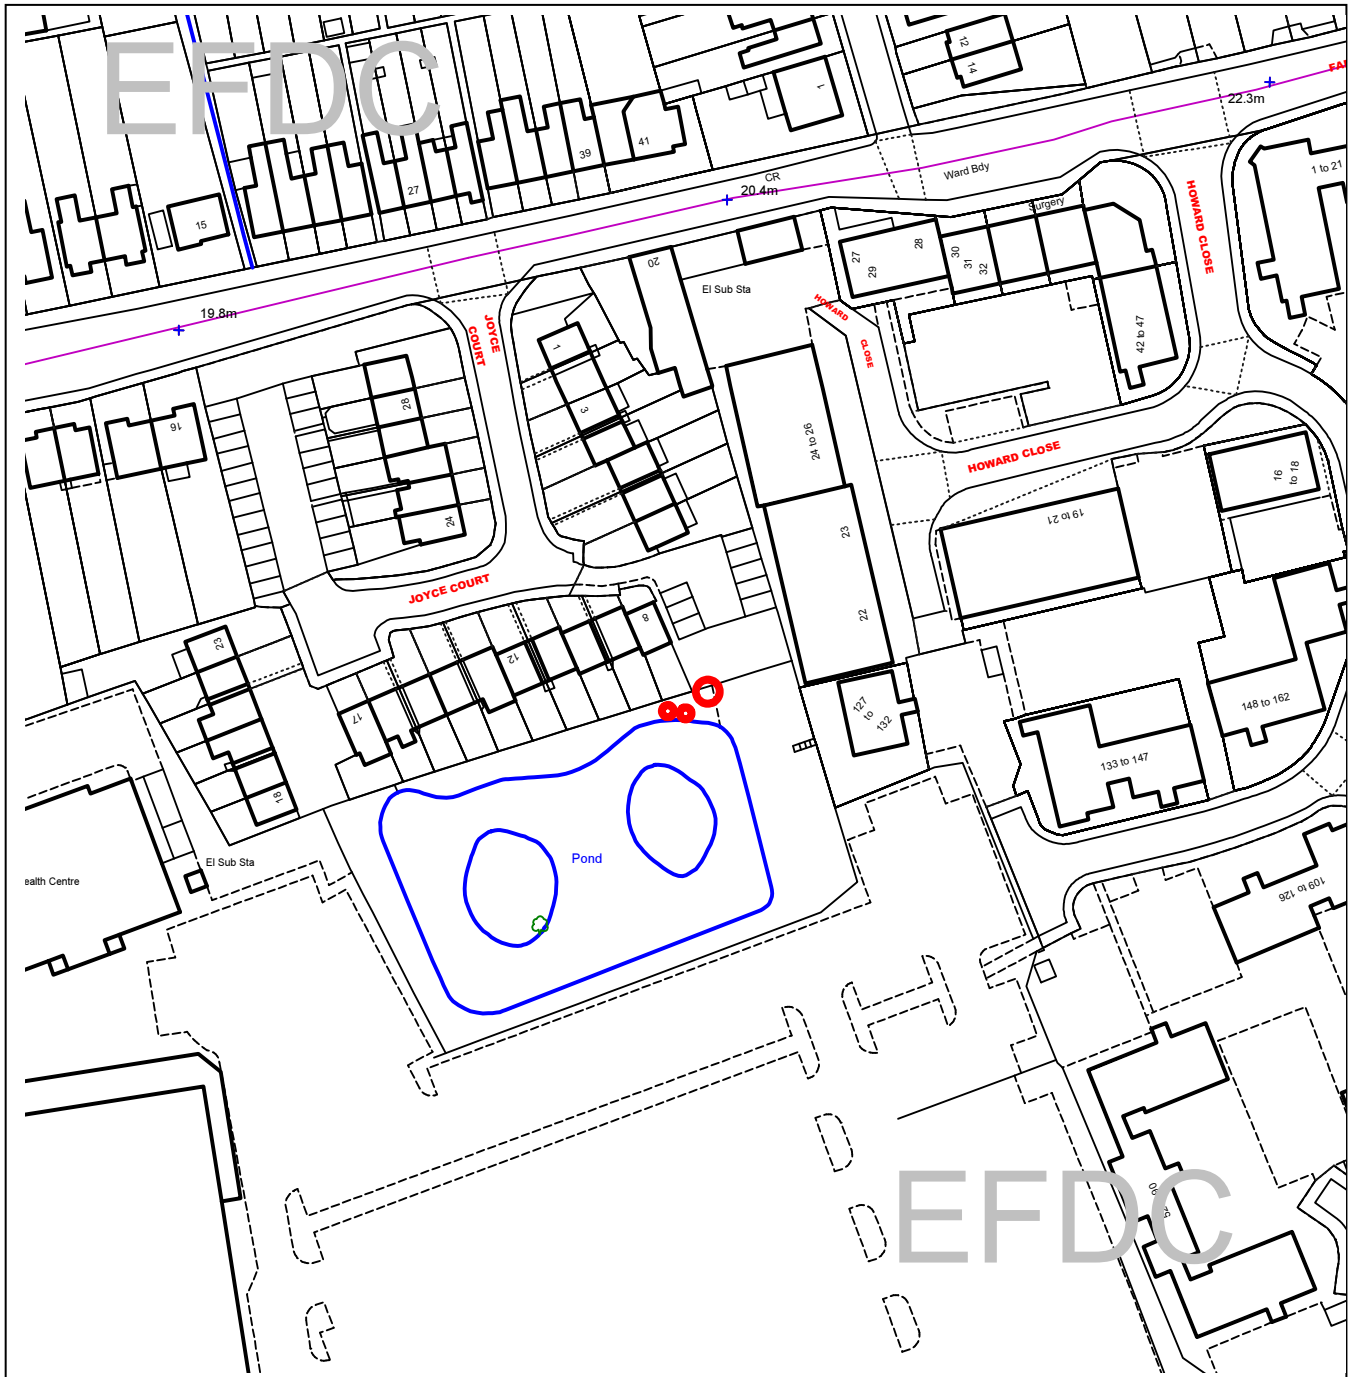 EFDC
12
14
1
22.3m
39
41
27
15
CR
20.4m
Ward Bdy
1 to 21
Surgery
HOWARD CLOSE
19.8m
20
El Sub Sta
27
29
28
30
31
32
HOWARD
CLOSE
42 to 47
JOYCE
COURT
1
3
28
16
24
24 to 26
HOWARD CLOSE
16
to 18
23
22
19 to 21
JOYCE COURT
8
12
17
23
18
127
to
132
148 to 162
133 to 147
109 to 126
Pond
El Sub Sta
ealth Centre
EFDC